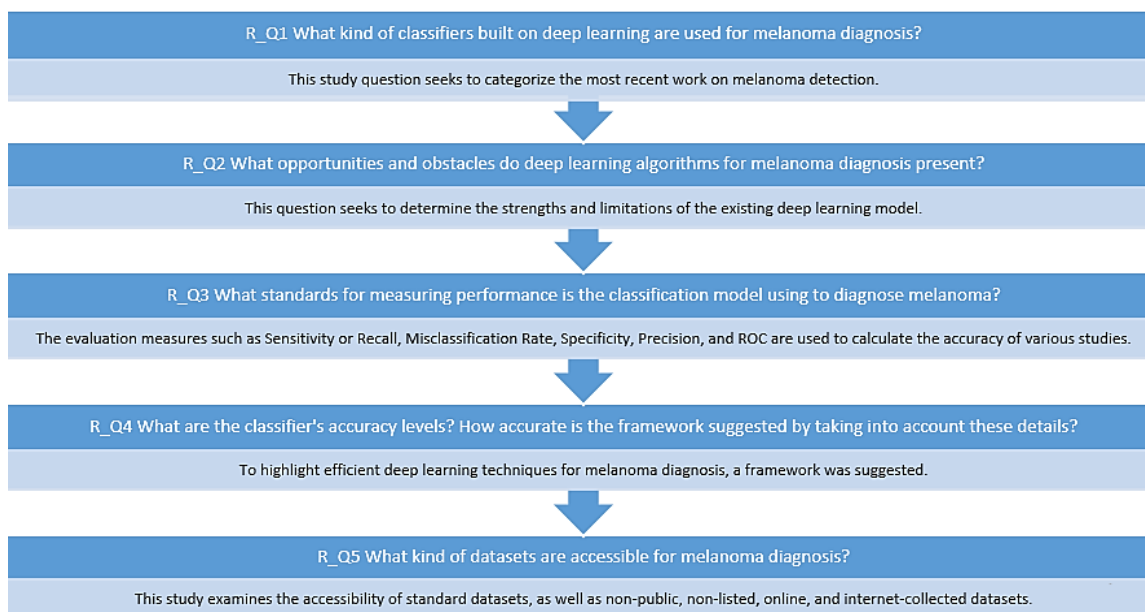 R_Q1 What kind of classifiers built on deep learning are used for melanoma diagnosis?
This study question seeks to categorize the most recent work on melanoma detection.
R_Q2 What opportunities and obstacles do deep learning algorithms for melanoma diagnosis present?
This question seeks to determine the strengths and limitations of the existing deep learning model.
R_Q3 What standards for measuring performance is the classification model using to diagnose melanoma?
The evaluation measures such as Sensitivity or Recall, Misclassification Rate, Specificity, Precision, and ROC are used to calculate the accuracy of various studies.
R_Q4 What are the classifier's accuracy levels? How accurate is the framework suggested by taking into account these details?
To highlight efficient deep learning techniques for melanoma diagnosis, a framework was suggested.
R_Q5 What kind of datasets are accessible for melanoma diagnosis?
This study examines the accessibility of standard datasets, as well as non-public, non-listed, online, and internet-collected datasets.